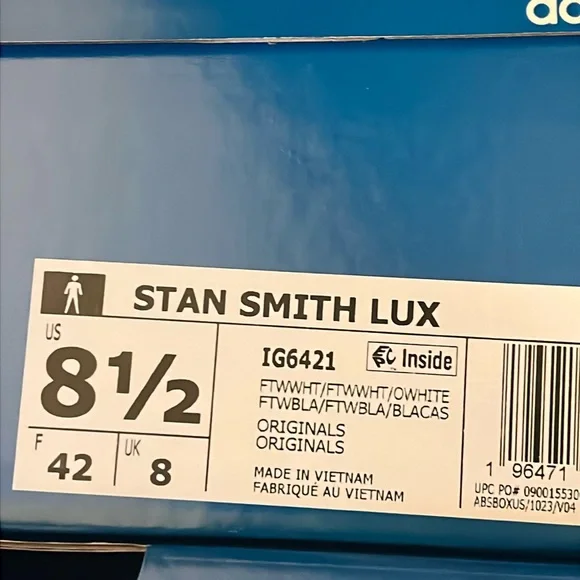 STAN SMITH LUX
US
8½
F
42
UK
8
IG6421
Inside
FTWWHT/FTWWHT/OWHITE
FTWBLA/FTWBLA/BLACAS
ORIGINALS
ORIGINALS
MADE IN VIETNAM
FABRIQUÉ AU VIETNAM
1 96471
UPC PO# 0900155530
ABSBOXUS/1023/V04